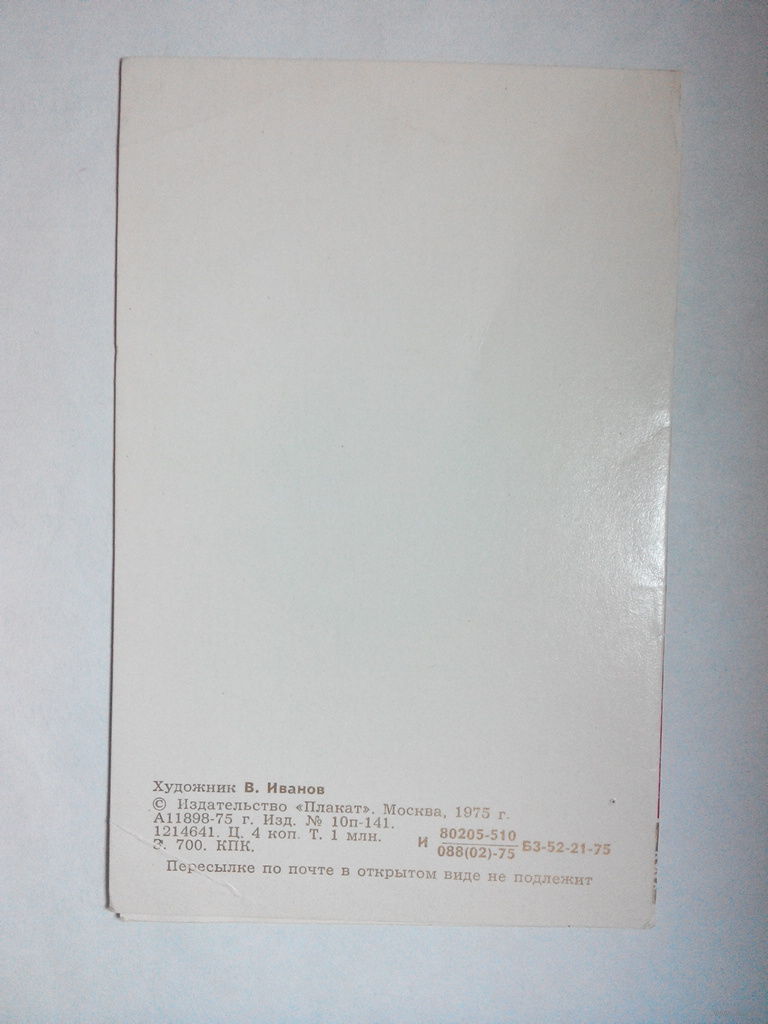 Художник В. Иванов
© Издательство «Плакат». Москва, 1975 г.
А11898-75 г. Изд. № 10п-141.
1214641. Ц. 4 коп. Т. 1 млн.
З. 700. КПК.
И 80205-510 БЗ-52-21-75
088(02)-75
Пересылке по почте в открытом виде не подлежит